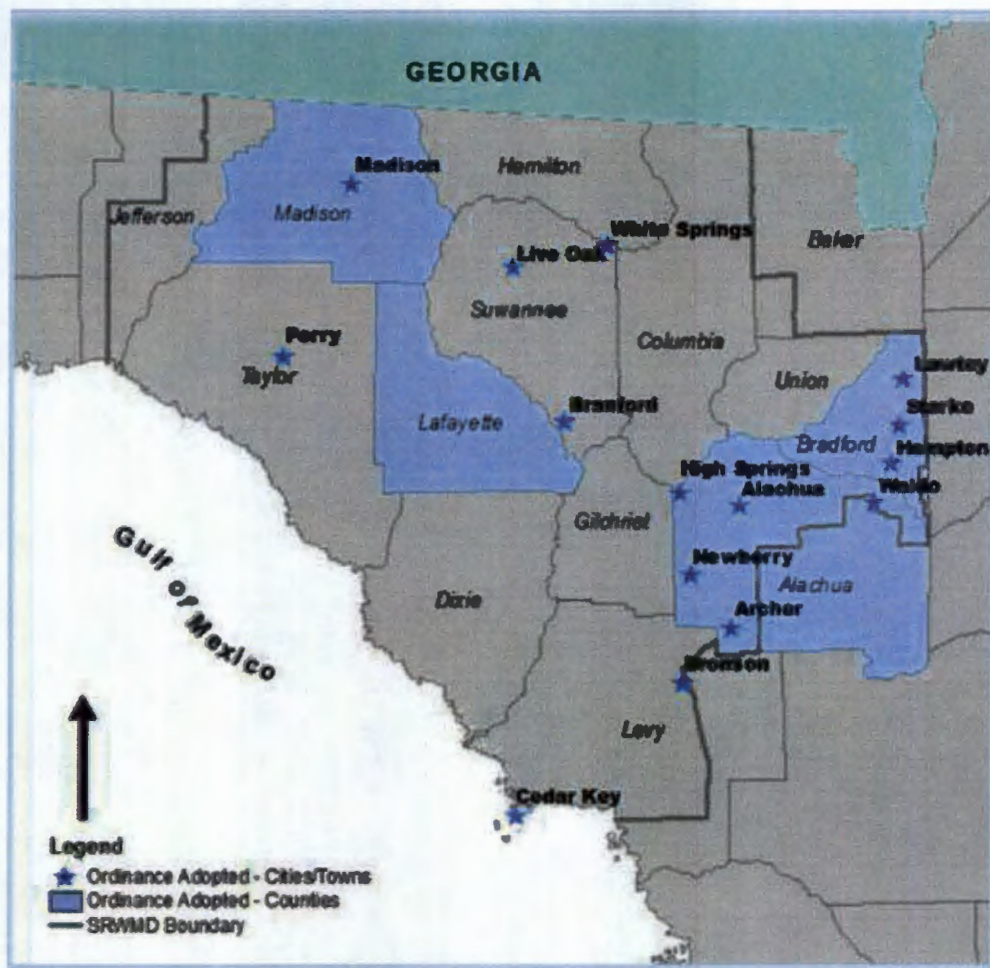 GEORGIA
Madison
Hamilton
Jefferson
Madison
White Springs
Baker
Live Oak
Suwannee
Columbia
Perry
Taylor
Union
Lawtey
Starke
Lafayette
Branford
Bradford
Hampton
High Springs
Waldo
Alachua
Gilchrist
Newberry
Alachua
Dixie
Archer
Gulf of Mexico
Bronson
Levy
Cedar Key
Legend
Ordinance Adopted - Cities/Towns
Ordinance Adopted - Counties
SRWMD Boundary